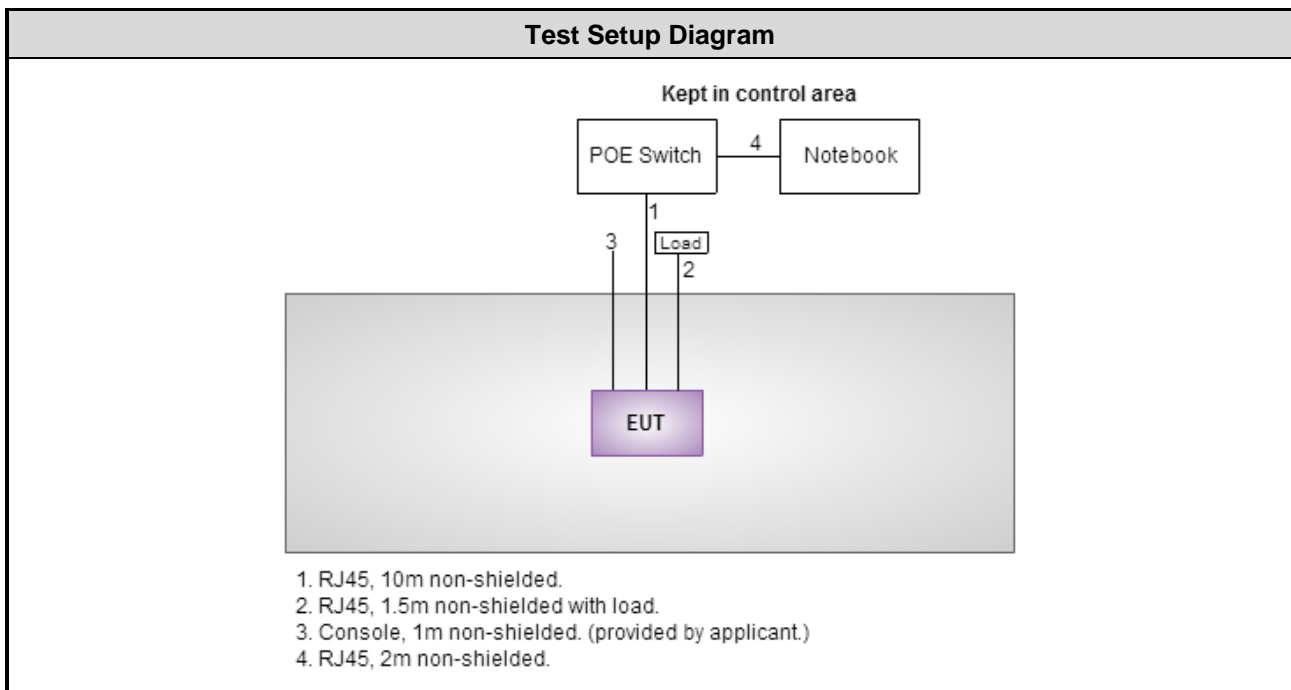 Test Setup Diagram
Kept in control area
POE Switch
4
Notebook
1
3
Load
2
EUT
1. RJ45, 10m non-shielded.
2. RJ45, 1.5m non-shielded with load.
3. Console, 1m non-shielded. (provided by applicant.)
4. RJ45, 2m non-shielded.